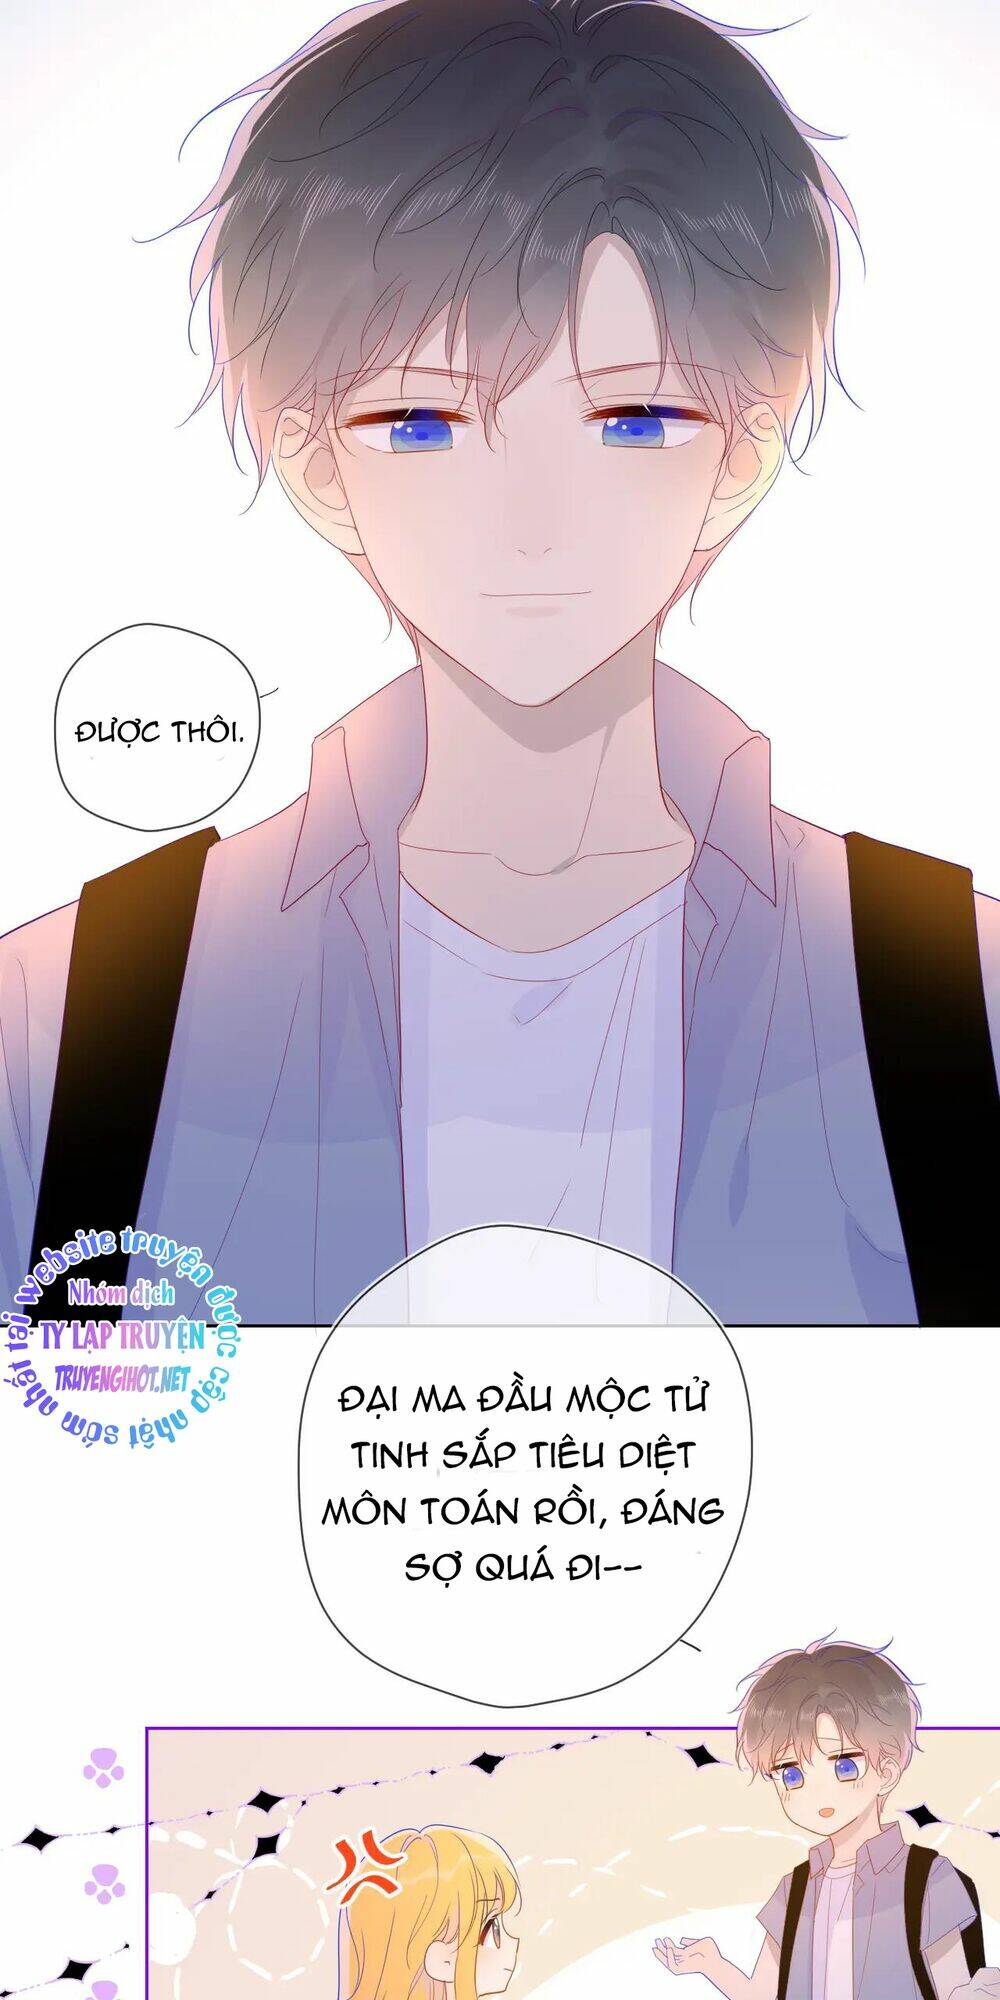 ĐƯỢC THÔI.
website truyện được cập nhật sớm nhất tại
Nhóm dịch
TY LẠP TRUYỆN
TRUYENGIHOT.NET
ĐẠI MA ĐẦU MỘC TỬ
TINH SẮP TIÊU DIỆT
MÔN TOÁN RỒI, ĐÁNG
SỢ QUÁ ĐI--